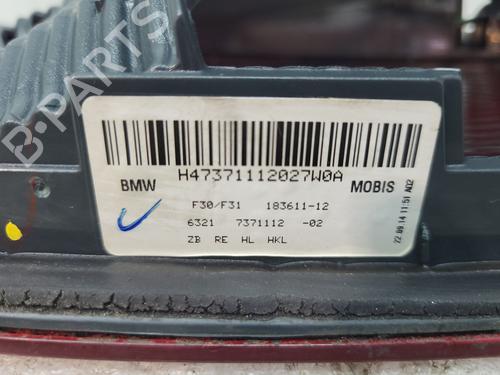 H47371112027W0A
BMW
MOBIS
F30/F31 183611-12
6321 7371112 -02
ZB RE HL HKL
22.09.14 11:51 A02
B-PARTS